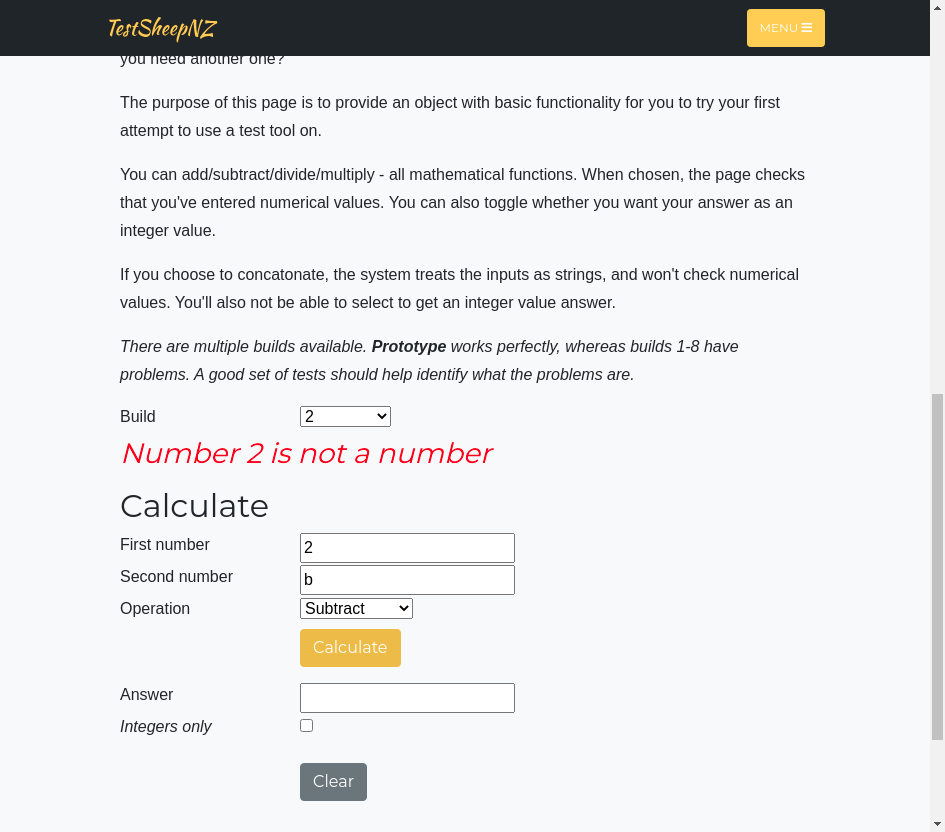 TestSheepNZ
MENU
you need another one?
The purpose of this page is to provide an object with basic functionality for you to try your first
attempt to use a test tool on.
You can add/subtract/divide/multiply - all mathematical functions. When chosen, the page checks
that you've entered numerical values. You can also toggle whether you want your answer as an
integer value.
If you choose to concatonate, the system treats the inputs as strings, and won't check numerical
values. You'll also not be able to select to get an integer value answer.
There are multiple builds available. Prototype works perfectly, whereas builds 1-8 have
problems. A good set of tests should help identify what the problems are.
Build 2
Number 2 is not a number
Calculate
First number 2
Second number b
Operation Subtract
Calculate
Answer
Integers only
Clear